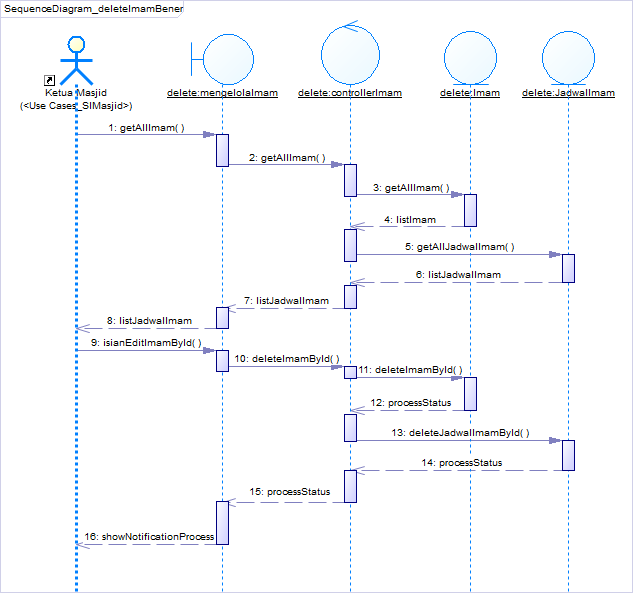 SequenceDiagram_deleteImamBener
Ketua Masjid
(<Use Cases_SIMasjid>)
delete:mengelolaImam
delete:controllerImam
delete:Imam
delete:JadwalImam
1: getAllImam( )
2: getAllImam( )
3: getAllImam( )
4: listImam
5: getAllJadwalImam( )
6: listJadwalImam
7: listJadwalImam
8: listJadwalImam
9: isianEditImamById( )
10: deleteImamById( )
11: deleteImamById( )
12: processStatus
13: deleteJadwalImamById( )
14: processStatus
15: processStatus
16: showNotificationProcess